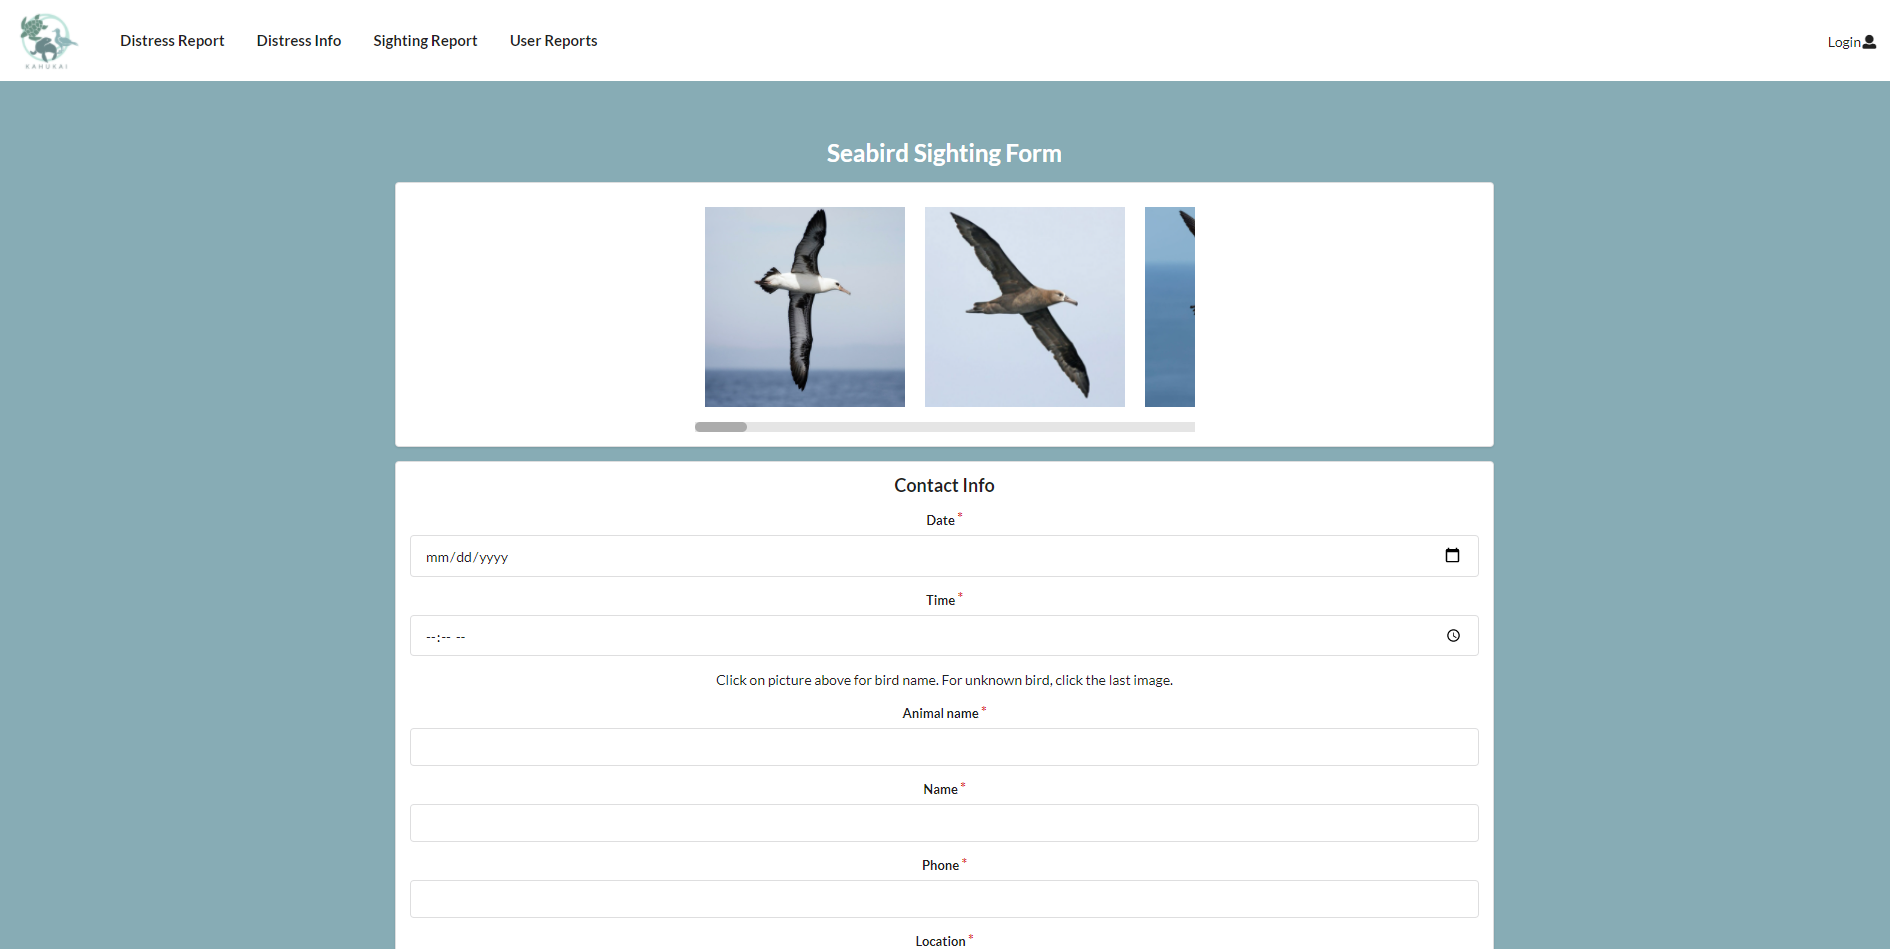 KAHUKAI
Distress Report
Distress Info
Sighting Report
User Reports
Login
Seabird Sighting Form
Contact Info
Date *
mm/dd/yyyy
Time *
--:-- --
Click on picture above for bird name. For unknown bird, click the last image.
Animal name *
Name *
Phone *
Location *